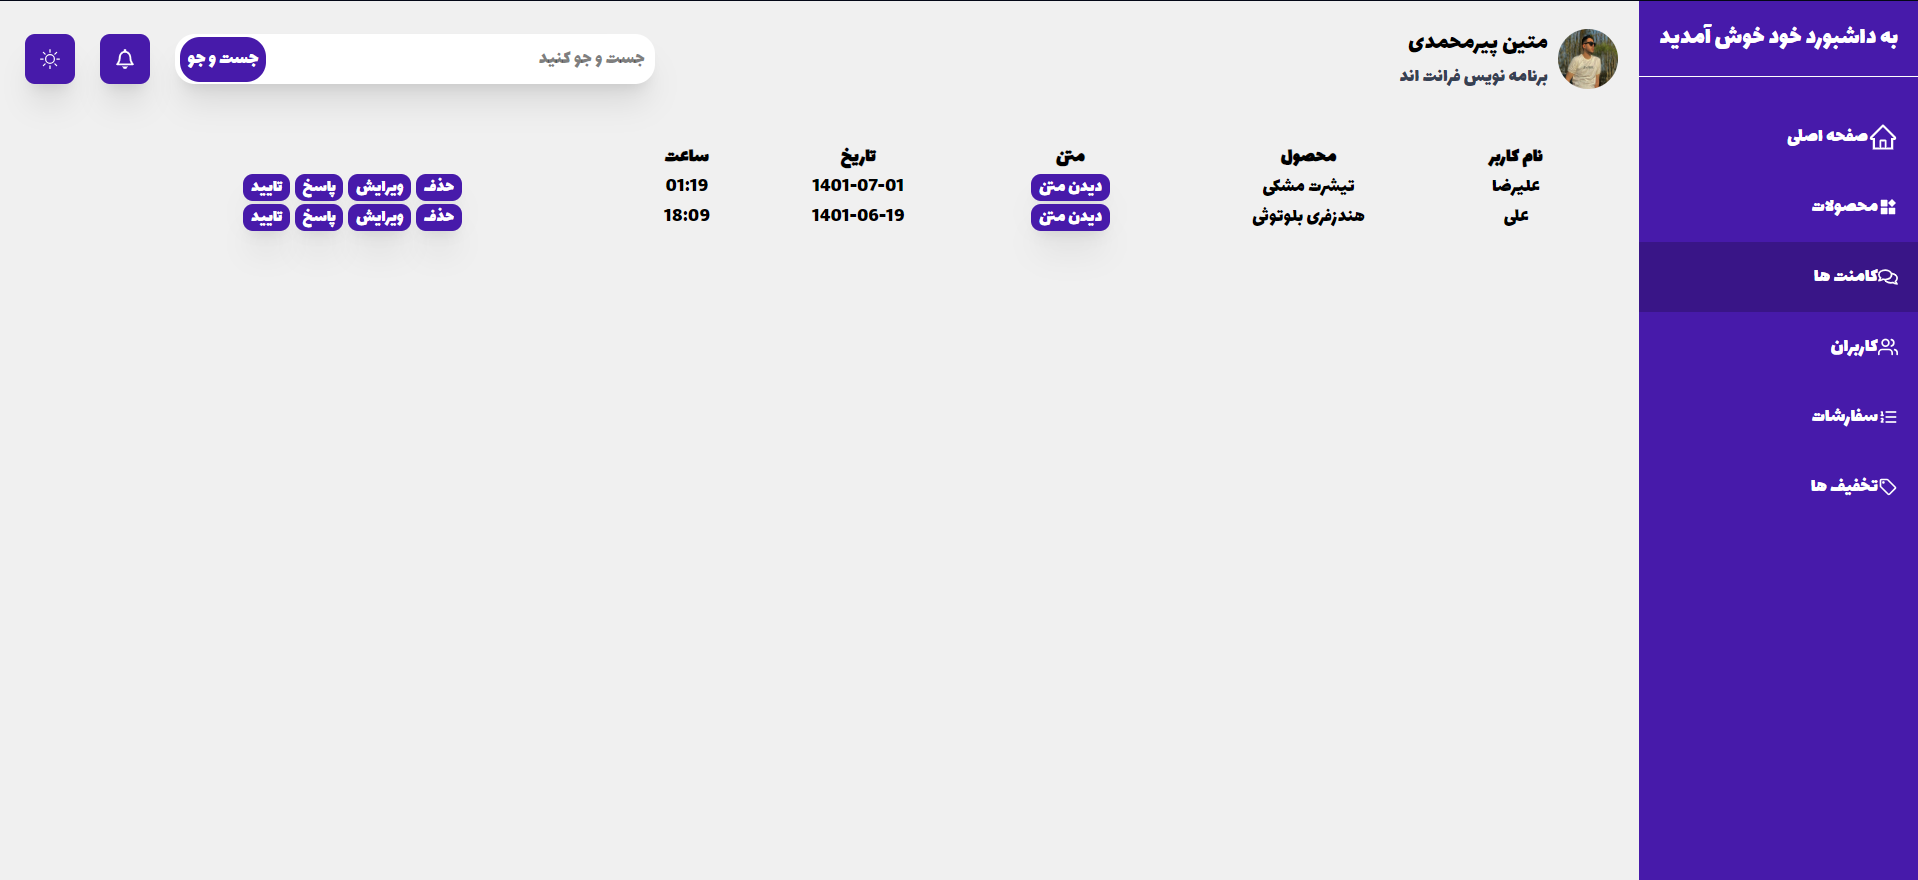 به داشبورد خود خوش آمدید
صفحه اصلی
محصولات
کامنت ها
کاربران
سفارشات
تخفیف ها
متین پیرمحمدی
برنامه نویس فرانت اند
جست و جو کنید
جست و جو
نام کاربر محصول متن تاریخ ساعت
علیرضا تیشرت مشکی دیدن متن 1401-07-01 01:19 حذف ویرایش پاسخ تایید
علی هندزفری بلوتوثی دیدن متن 1401-06-19 18:09 حذف ویرایش پاسخ تایید